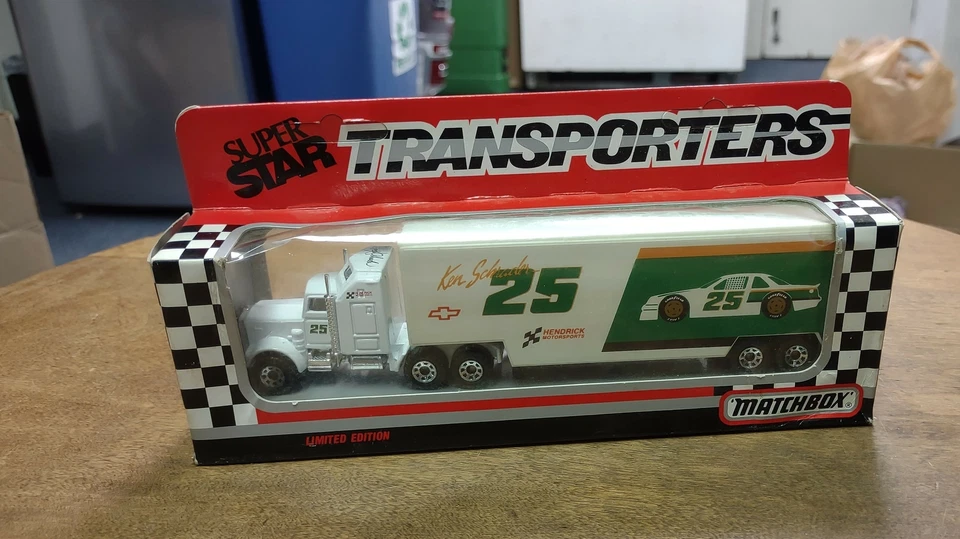 SUPER
STAR
TRANSPORTERS
Ken Schrader
25
25
25
HENDRICK
MOTORSPORTS
MATCHBOX®
LIMITED EDITION